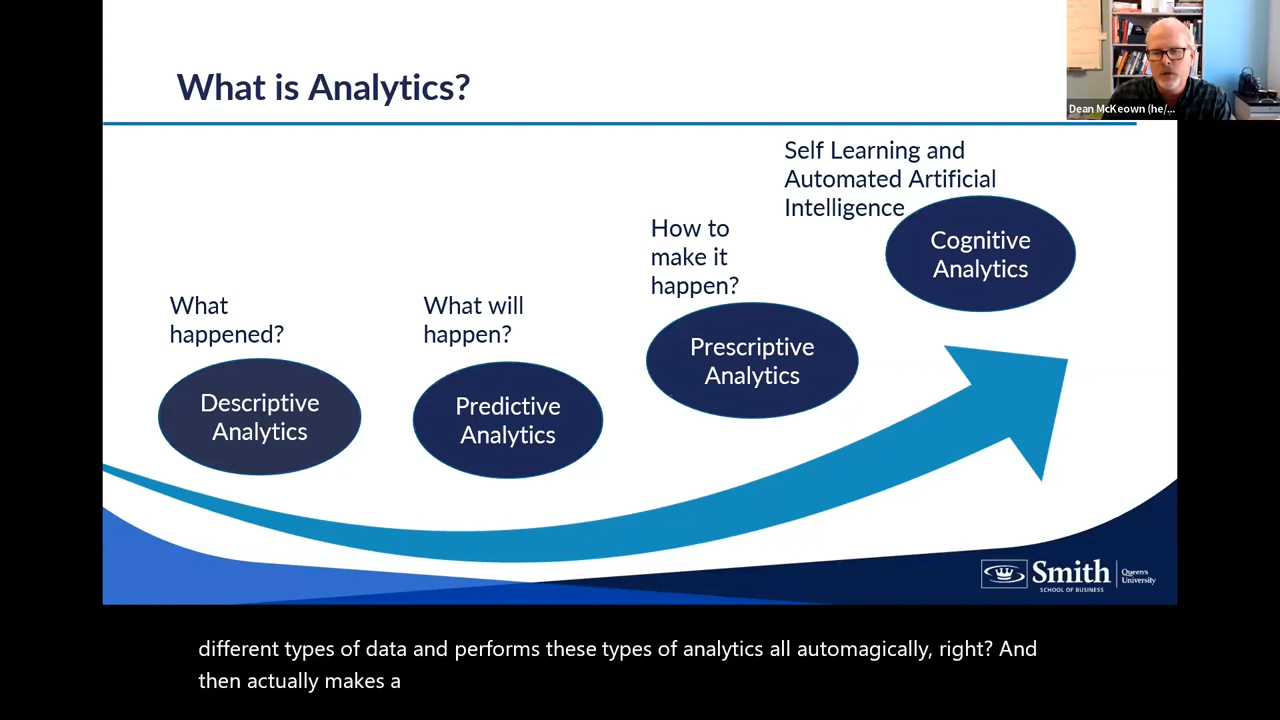 What is Analytics?
Dean McKeown (he/...
Self Learning and
Automated Artificial
Intelligence
How to
make it
happen?
Cognitive
Analytics
What
happened?
What will
happen?
Prescriptive
Analytics
Descriptive
Analytics
Predictive
Analytics
Smith
SCHOOL OF BUSINESS
Queen's
University
different types of data and performs these types of analytics all automagically, right? And
then actually makes a